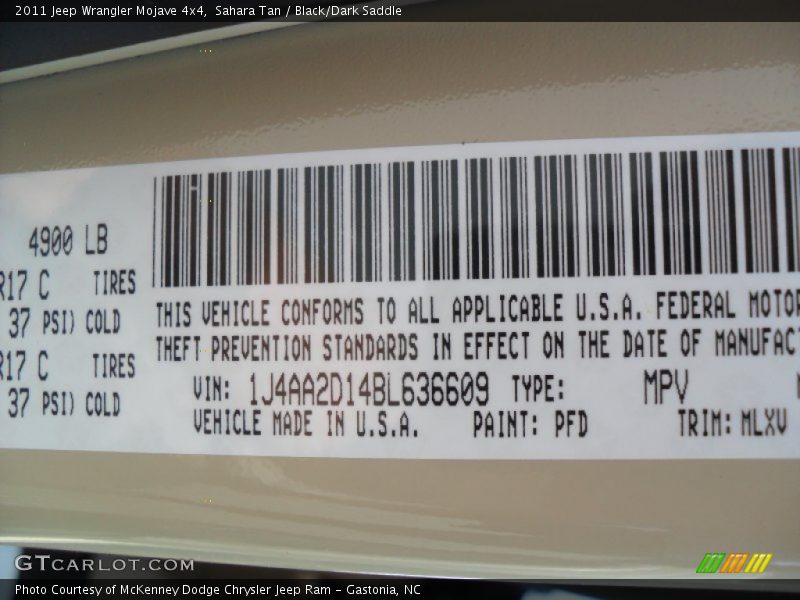 2011 Jeep Wrangler Mojave 4x4, Sahara Tan / Black/Dark Saddle
4900 LB
R17 C TIRES
37 PSI) COLD
R17 C TIRES
37 PSI) COLD
THIS VEHICLE CONFORMS TO ALL APPLICABLE U.S.A. FEDERAL MOTOR
THEFT PREVENTION STANDARDS IN EFFECT ON THE DATE OF MANUFACT
VIN: 1J4AA2D14BL636609 TYPE: MPV
VEHICLE MADE IN U.S.A. PAINT: PFD TRIM: MLXV
GTCARLOT.COM
Photo Courtesy of McKenney Dodge Chrysler Jeep Ram - Gastonia, NC